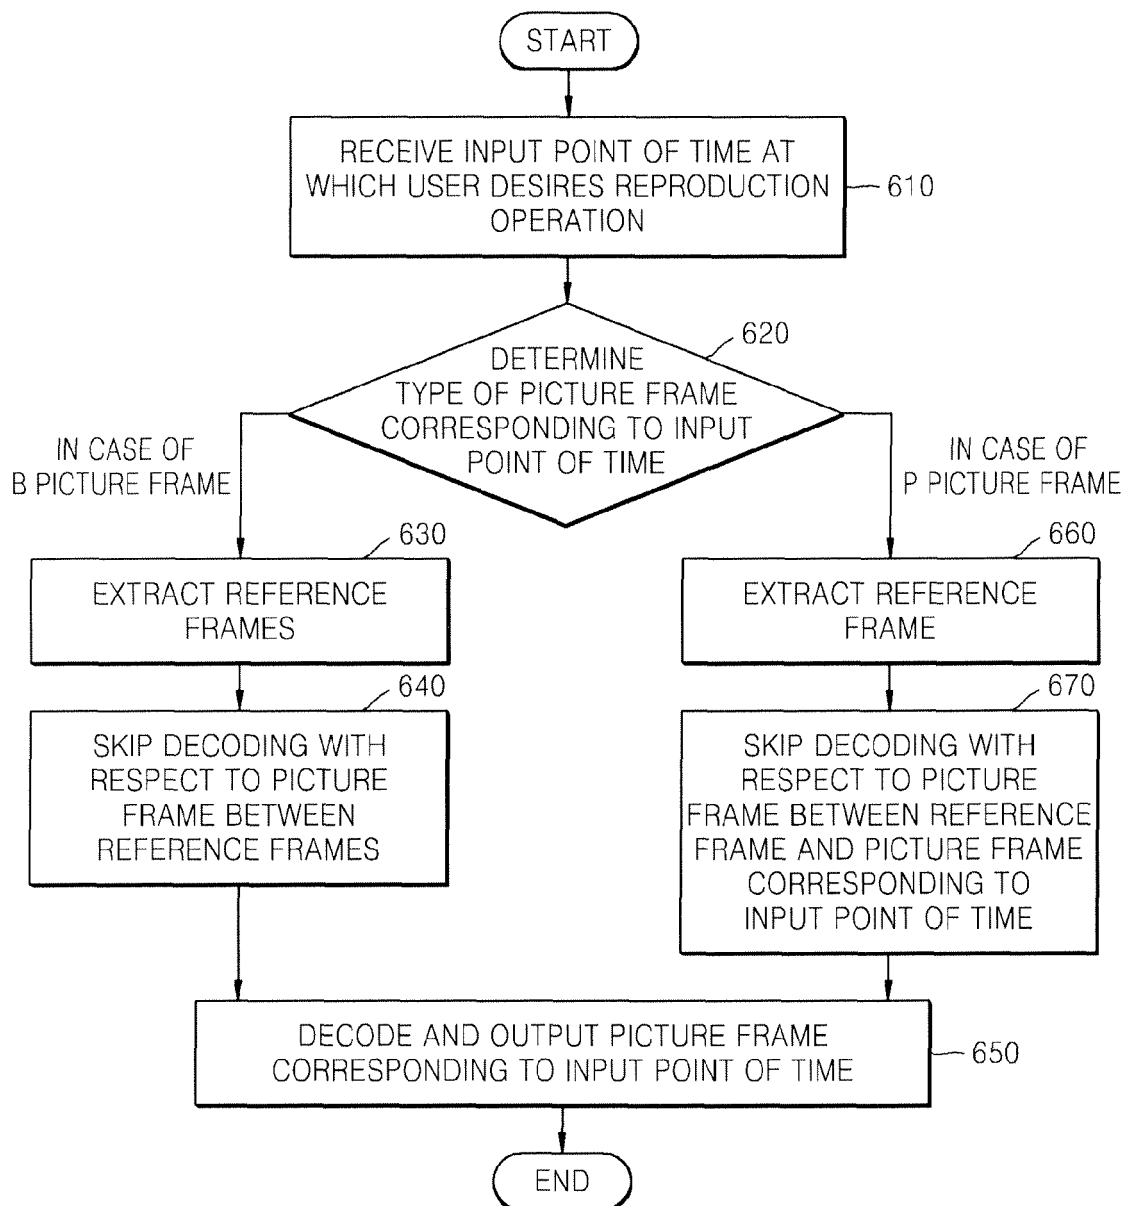 START
RECEIVE INPUT POINT OF TIME AT
WHICH USER DESIRES REPRODUCTION
OPERATION
610
620
DETERMINE
TYPE OF PICTURE FRAME
CORRESPONDING TO INPUT
POINT OF TIME
IN CASE OF
B PICTURE FRAME
IN CASE OF
P PICTURE FRAME
630
EXTRACT REFERENCE
FRAMES
640
SKIP DECODING WITH
RESPECT TO PICTURE
FRAME BETWEEN
REFERENCE FRAMES
660
EXTRACT REFERENCE
FRAME
670
SKIP DECODING WITH
RESPECT TO PICTURE
FRAME BETWEEN REFERENCE
FRAME AND PICTURE FRAME
CORRESPONDING TO
INPUT POINT OF TIME
DECODE AND OUTPUT PICTURE FRAME
CORRESPONDING TO INPUT POINT OF TIME
650
END